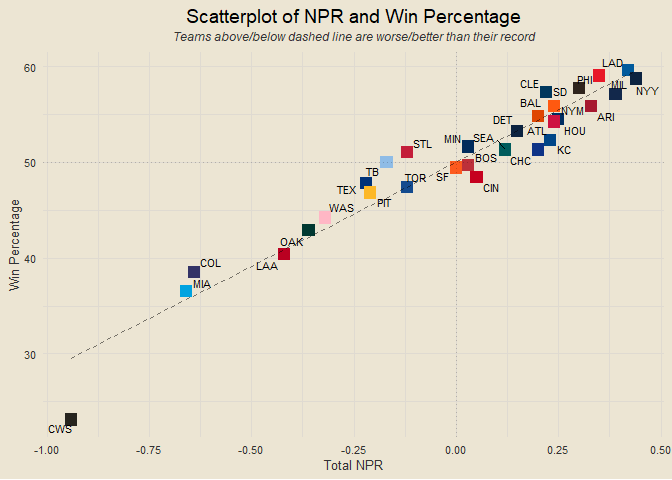 Scatterplot of NPR and Win Percentage
Teams above/below dashed line are worse/better than their record
Win Percentage
60
50
40
30
LAD
PHI
CLE
MIL
SD
NYY
BAL
NYM
ARI
DET
ATL
HOU
MIN
SEA
STL
KC
BOS
CHC
TB
TOR
SF
TEX
CIN
PIT
WAS
OAK
COL
LAA
MIA
CWS
-1.00
-0.75
-0.50
-0.25
0.00
0.25
0.50
Total NPR